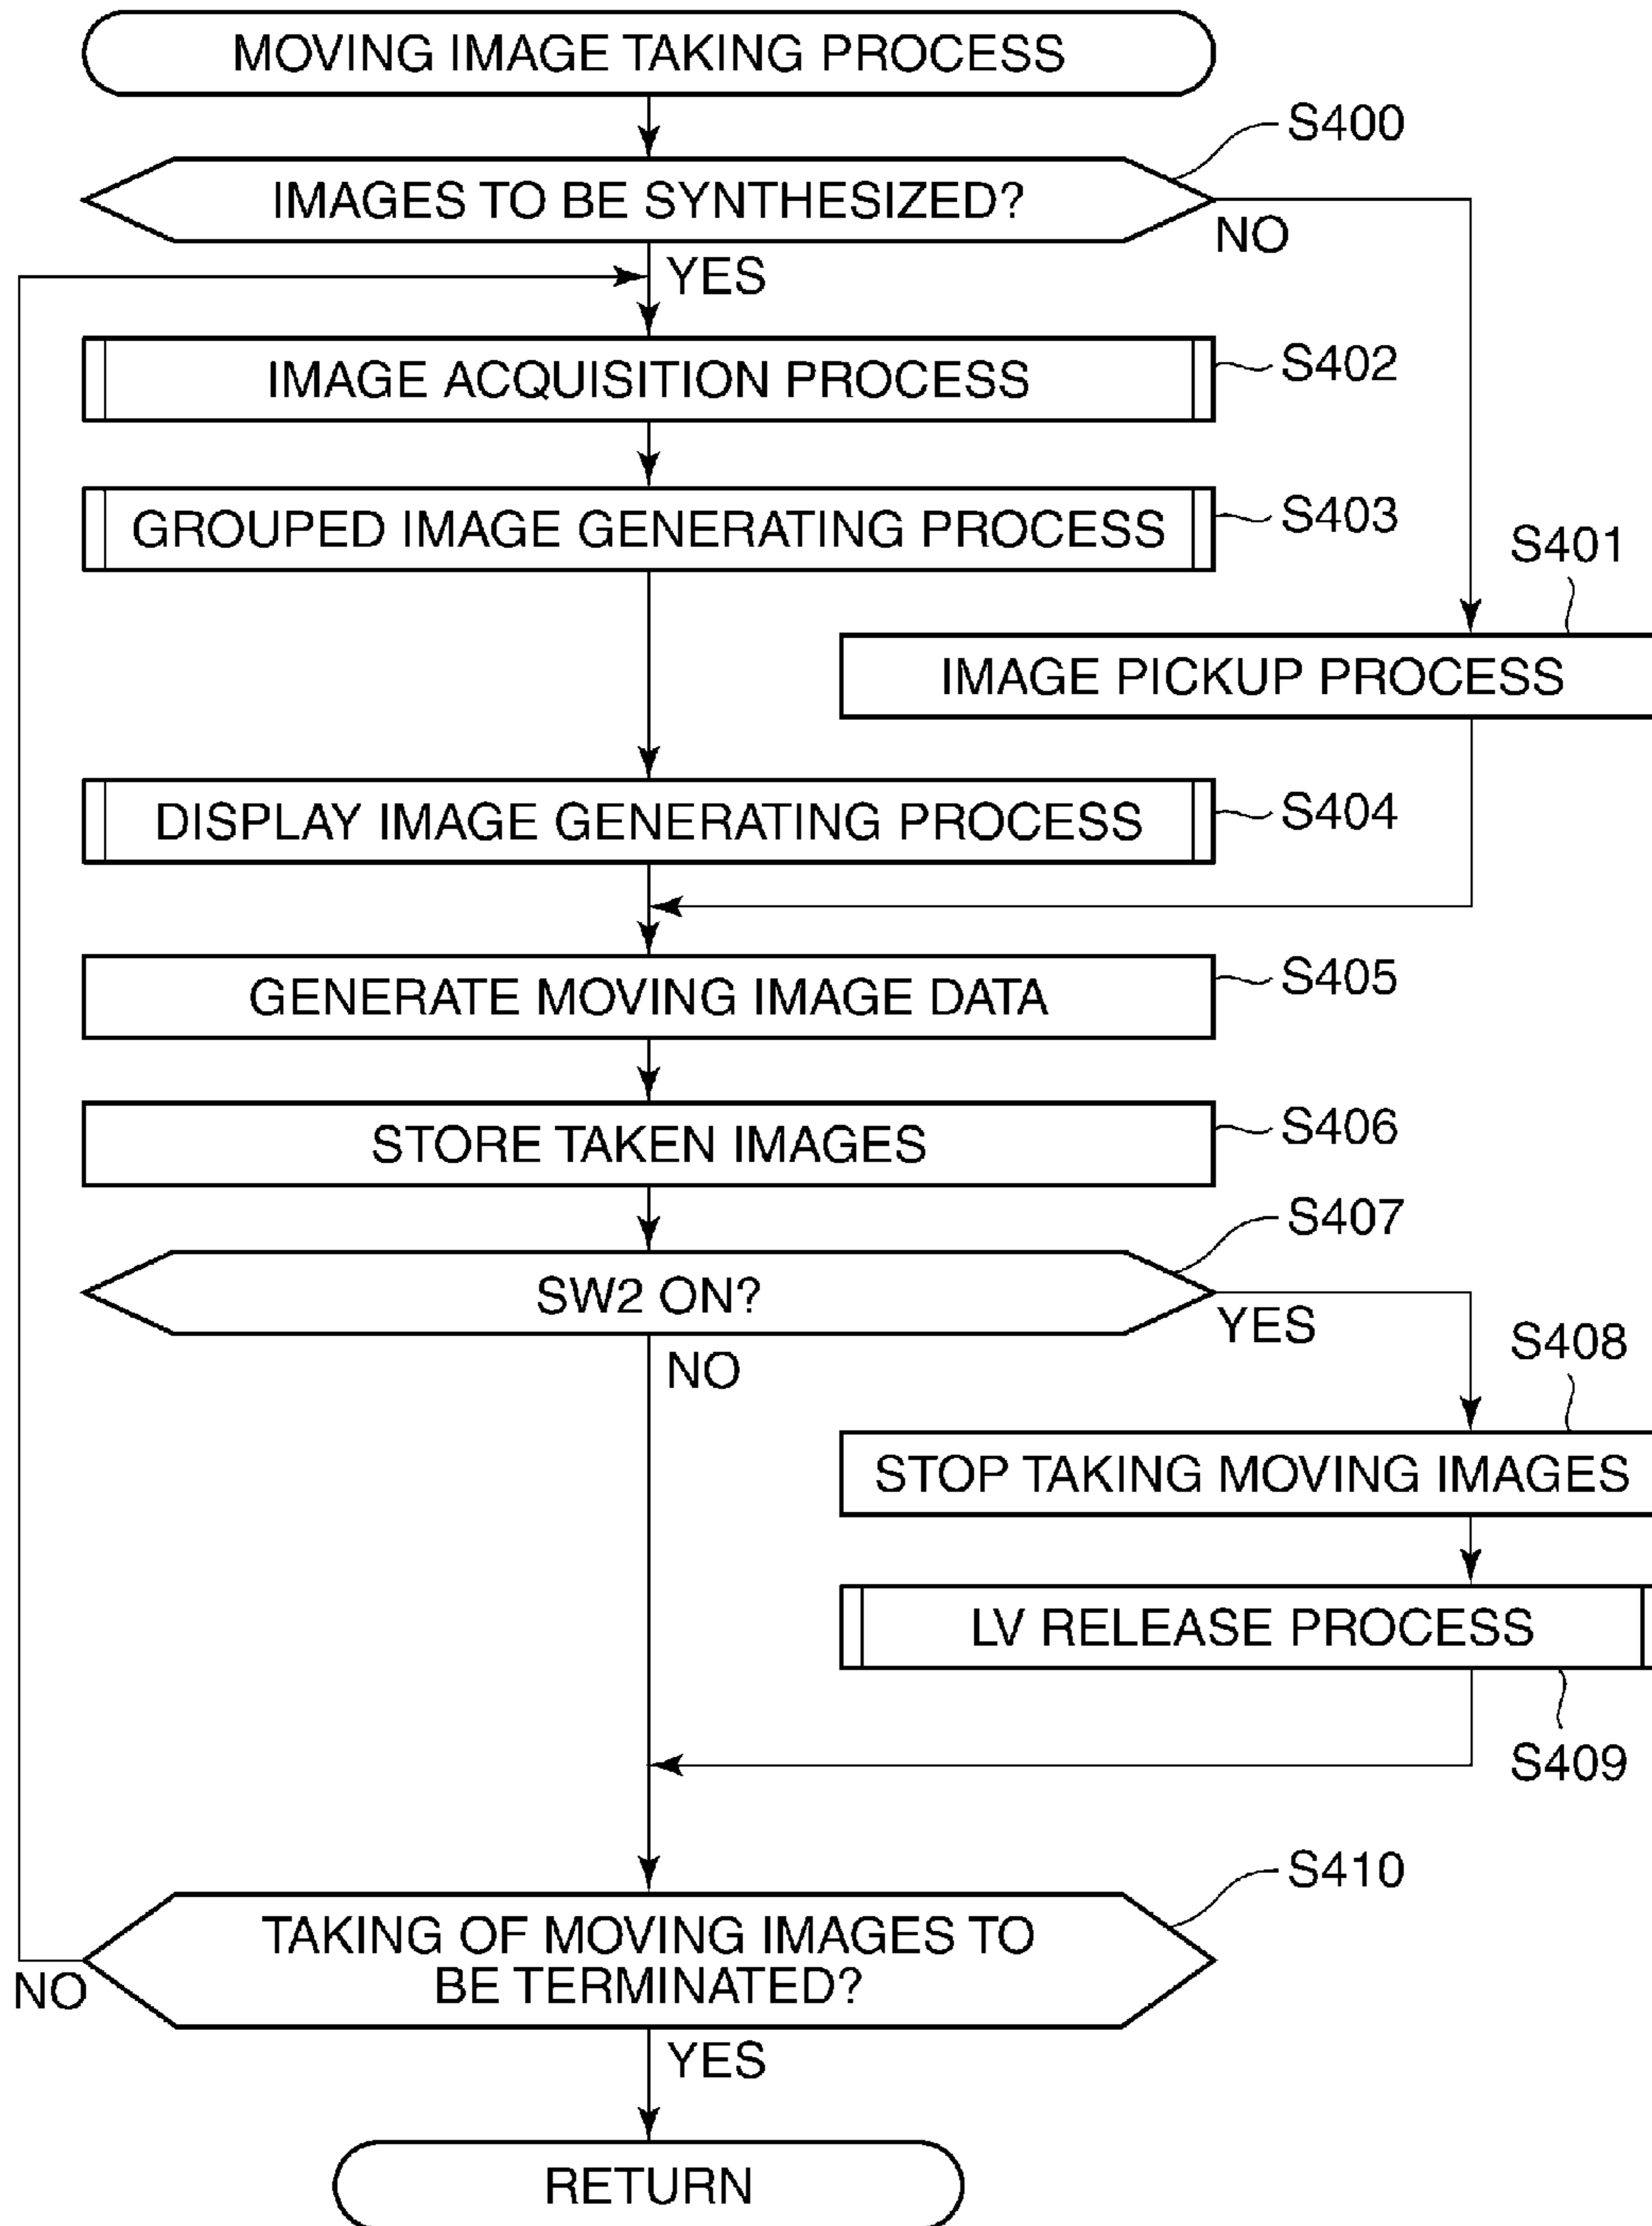 MOVING IMAGE TAKING PROCESS
S400
IMAGES TO BE SYNTHESIZED?
NO
YES
IMAGE ACQUISITION PROCESS
S402
GROUPED IMAGE GENERATING PROCESS
S403
S401
IMAGE PICKUP PROCESS
DISPLAY IMAGE GENERATING PROCESS
S404
GENERATE MOVING IMAGE DATA
S405
STORE TAKEN IMAGES
S406
S407
SW2 ON?
YES
NO
S408
STOP TAKING MOVING IMAGES
LV RELEASE PROCESS
S409
S410
TAKING OF MOVING IMAGES TO
BE TERMINATED?
NO
YES
RETURN